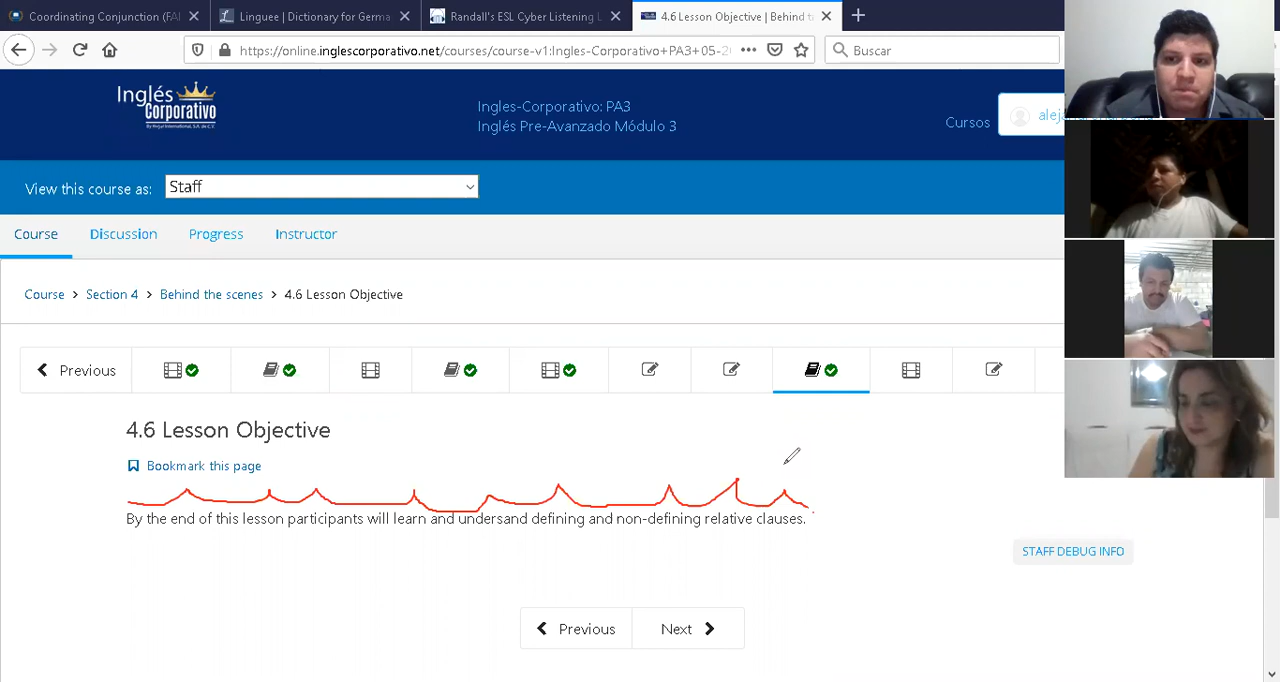 Coordinating Conjunction (FA
Linguee | Dictionary for Germa
Randall's ESL Cyber Listening L
4.6 Lesson Objective | Behind t
https://online.inglescorporativo.net/courses/course-v1:Ingles-Corporativo+PA3+05-2
Buscar
Inglés
Corporativo
Ingles-Corporativo: PA3
Inglés Pre-Avanzado Módulo 3
Cursos
View this course as:
Staff
Course
Discussion
Progress
Instructor
Course > Section 4 > Behind the scenes > 4.6 Lesson Objective
Previous
4.6 Lesson Objective
Bookmark this page
By the end of this lesson participants will learn and undersand defining and non-defining relative clauses.
STAFF DEBUG INFO
Previous
Next